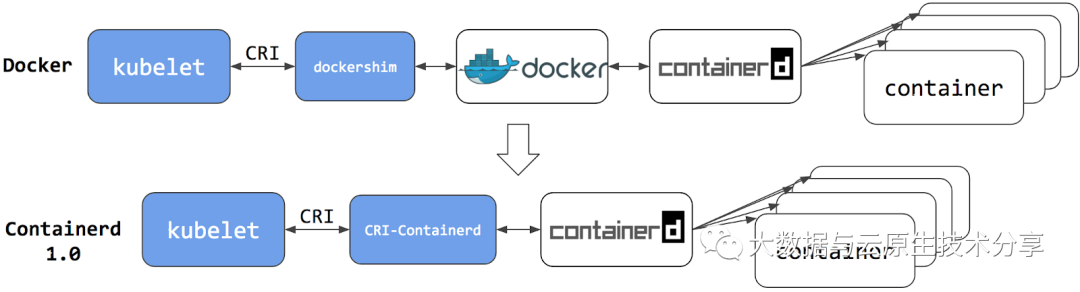 Docker
kubelet
CRI
dockershim
docker
containerd
container
Containerd
1.0
kubelet
CRI
CRI-Containerd
containerd
container
大数据与云原生技术分享